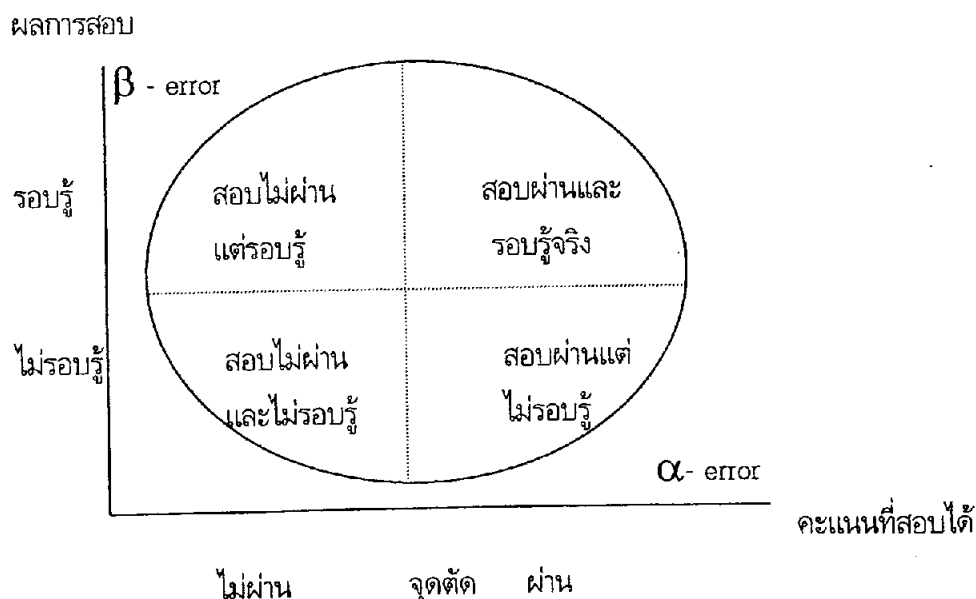 ผลการสอบ
β - error
รอบรู้
สอบไม่ผ่าน
แต่รอบรู้
สอบผ่านและ
รอบรู้จริง
ไม่รอบรู้
สอบไม่ผ่าน
และไม่รอบรู้
สอบผ่านแต่
ไม่รอบรู้
α- error
คะแนนที่สอบได้
ไม่ผ่าน จุดตัด ผ่าน